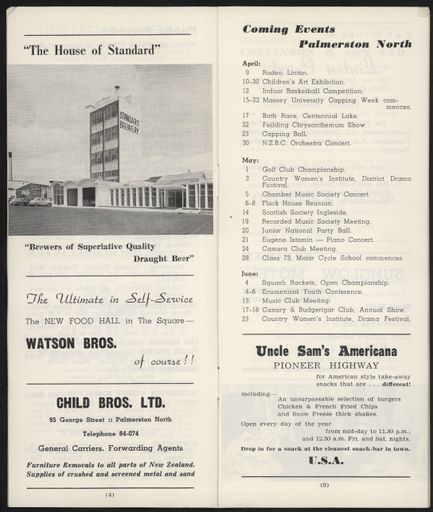 "The House of Standard"
STANDARD
BREWERY
"Brewers of Superlative Quality
Draught Beer"
The Ultimate in Self-Service
The NEW FOOD HALL in The Square—
WATSON BROS.
of course!!
CHILD BROS. LTD.
85 George Street :: Palmerston North
Telephone 84-074
General Carriers, Forwarding Agents
Furniture Removals to all parts of New Zealand.
Supplies of crushed and screened metal and sand
(4)
Coming Events
Palmerston North
April:
9 Rodeo, Linton.
10-30 Children's Art Exhibition.
12 Indoor Basketball Competition.
15-22 Massey University Capping Week com-
mences.
17 Bath Race, Centennial Lake.
22 Feilding Chrysanthemum Show.
23 Capping Ball.
30 N.Z.B.C. Orchestra Concert.
May:
1 Golf Club Championship.
3 Country Women's Institute, District Drama
Festival.
5 Chamber Music Society Concert.
6-8 Flock House Reunion.
14 Scottish Society Ingleside.
19 Recorded Music Society Meeting.
20 Junior National Party Ball.
21 Eugene Istomin — Piano Concert.
24 Camera Club Meeting.
28 Class 73, Motor Cycle School commences.
June:
4 Squash Rackets, Open Championship.
4-6 Ecumenical Youth Conference.
13 Music Club Meeting.
17-18 Canary & Budgerigar Club, Annual Show.
23 Country Women's Institute, Drama Festival.
Uncle Sam's Americana
PIONEER HIGHWAY
for American style take-away
snacks that are . . . different!
including—
An unsurpassable selection of burgers
Chicken & French Fried Chips
and Snow Freeze thick shakes.
Open every day of the year
from mid-day to 11.30 p.m.;
and 12.30 a.m. Fri. and Sat. nights.
Drop in for a snack at the cleanest snack-bar in town.
U.S.A.
(5)